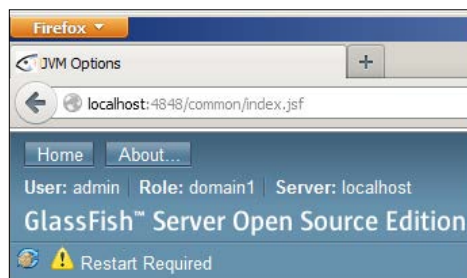 Firefox
JVM Options
localhost:4848/common/index.jsf
Home About...
User: admin Role: domain1 Server: localhost
GlassFish™ Server Open Source Edition
Restart Required